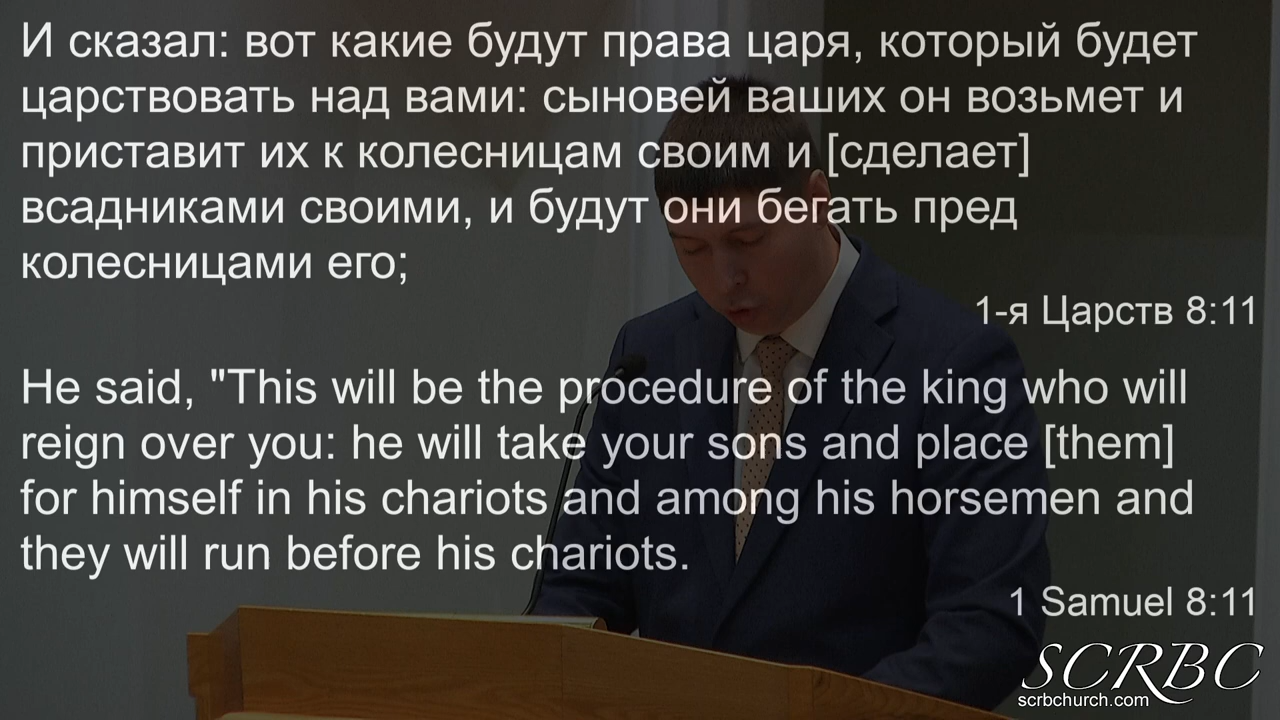 И сказал: вот какие будут права царя, который будет
царствовать над вами: сыновей ваших он возьмет и
приставит их к колесницам своим и [сделает]
всадниками своими, и будут они бегать пред
колесницами его;
1-я Царств 8:11
He said, "This will be the procedure of the king who will
reign over you: he will take your sons and place [them]
for himself in his chariots and among his horsemen and
they will run before his chariots.
1 Samuel 8:11
SCRBC
scrbchurch.com